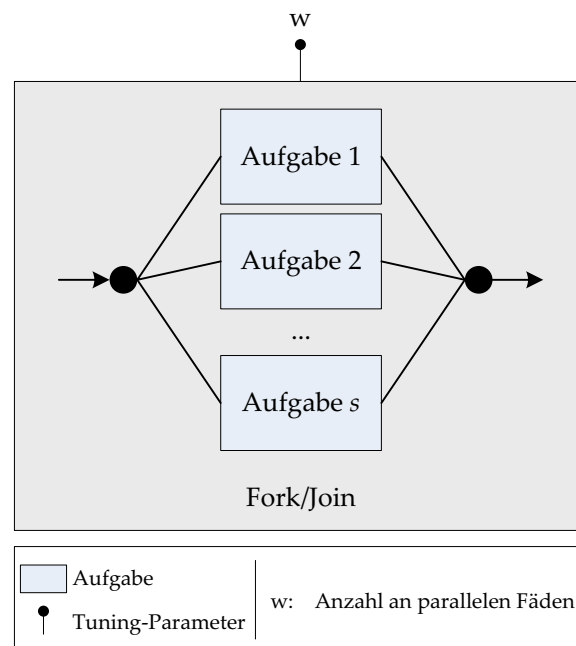 w
Aufgabe 1
Aufgabe 2
...
Aufgabe s
Fork/Join
Aufgabe
Tuning-Parameter
w: Anzahl an parallelen Fäden